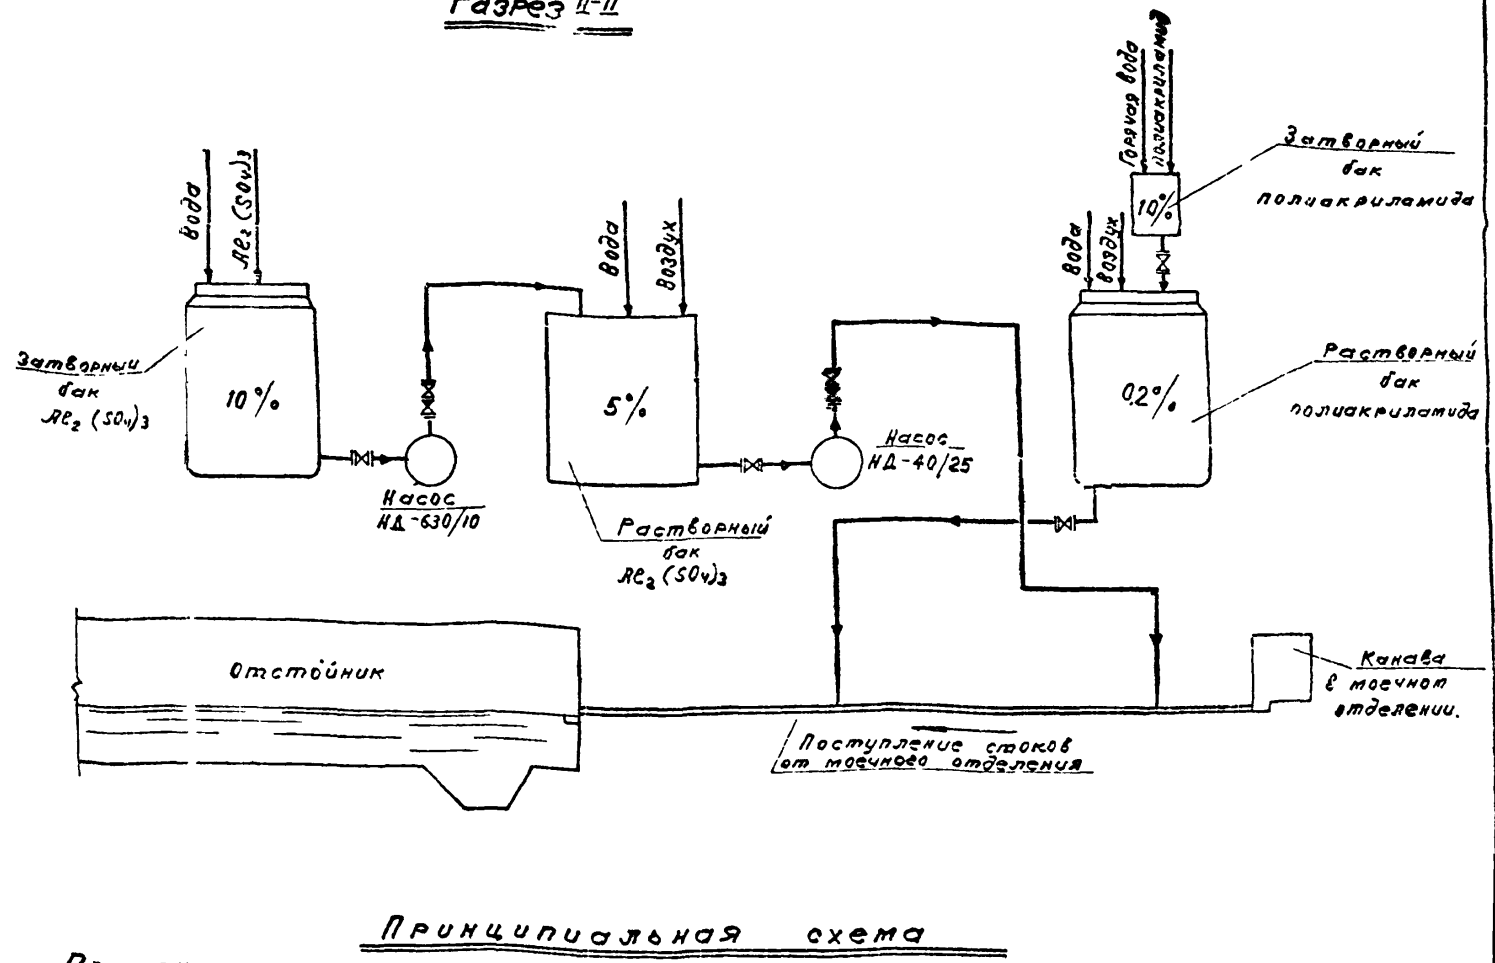 Разрез II-II
Вода
Al₂(SO₄)₃
Затворный
бак
Al₂(SO₄)₃
10%
Насос
НД-630/10
Вода
Воздух
5%
Растворный
бак
Al₂(SO₄)₃
Насос
НД-40/25
Горячая вода
полиакриламид
10%
Затворный
бак
полиакриламида
Вода
Воздух
0.2%
Растворный
бак
полиакриламида
Отстойник
Канава
в моечном
отделении.
Поступление стоков
от моечного отделения
Принципиальная схема